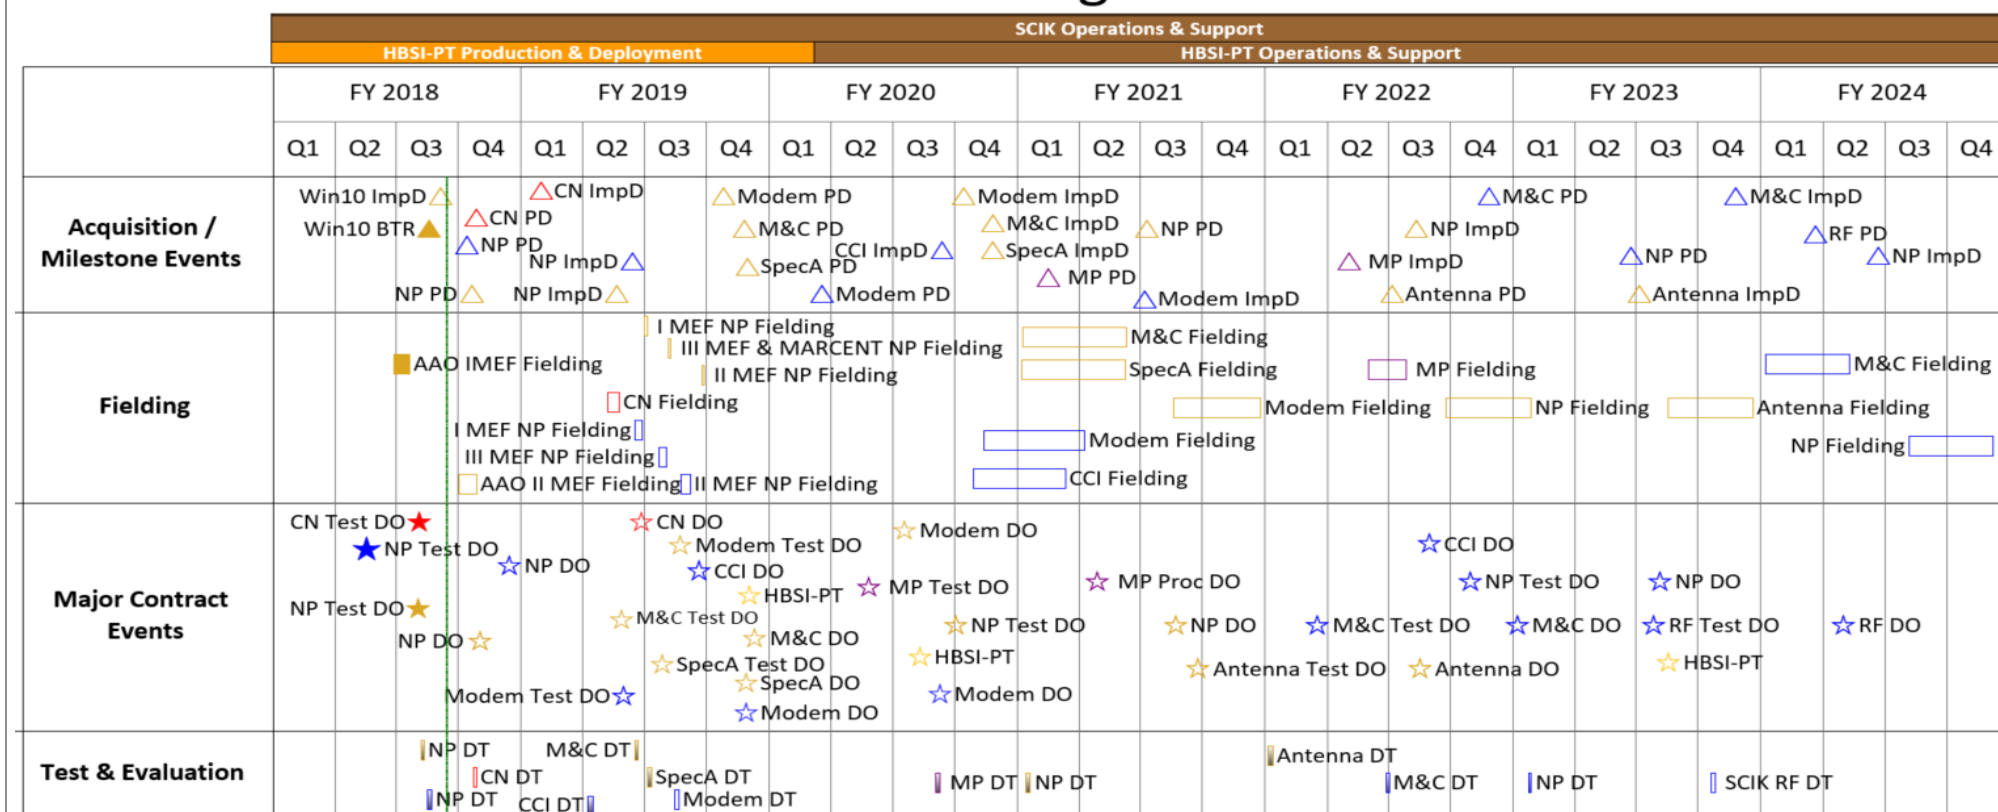 SCIK Operations & Support
HBSI-PT Production & Deployment
HBSI-PT Operations & Support
FY 2018 FY 2019 FY 2020 FY 2021 FY 2022 FY 2023 FY 2024
Q1 Q2 Q3 Q4 Q1 Q2 Q3 Q4 Q1 Q2 Q3 Q4 Q1 Q2 Q3 Q4 Q1 Q2 Q3 Q4 Q1 Q2 Q3 Q4 Q1 Q2 Q3 Q4
Acquisition /
Milestone Events
Win10 ImpD
CN ImpD
Modem PD
Modem ImpD
M&C PD
M&C ImpD
CN PD
Win10 BTR
M&C PD
M&C ImpD
NP PD
NP ImpD
RF PD
NP PD
NP ImpD
SpecA PD
CCI ImpD
SpecA ImpD
MP PD
MP ImpD
NP PD
NP ImpD
NP PD
NP ImpD
Modem PD
Modem ImpD
Antenna PD
Antenna ImpD
Fielding
I MEF NP Fielding
III MEF & MARCENT NP Fielding
II MEF NP Fielding
AAO IMEF Fielding
CN Fielding
I MEF NP Fielding
III MEF NP Fielding
AAO II MEF Fielding
II MEF NP Fielding
M&C Fielding
SpecA Fielding
MP Fielding
M&C Fielding
Modem Fielding
NP Fielding
Antenna Fielding
Modem Fielding
NP Fielding
CCI Fielding
Major Contract
Events
CN Test DO
CN DO
Modem DO
NP Test DO
Modem Test DO
CCI DO
NP DO
CCI DO
HBSI-PT
MP Test DO
MP Proc DO
NP Test DO
NP DO
NP Test DO
M&C Test DO
NP Test DO
NP DO
M&C Test DO
M&C DO
RF Test DO
RF DO
NP DO
M&C DO
HBSI-PT
HBSI-PT
SpecA Test DO
Antenna Test DO
Antenna DO
SpecA DO
Modem Test DO
Modem DO
Modem DO
Test & Evaluation
NP DT
M&C DT
Antenna DT
CN DT
SpecA DT
MP DT
NP DT
M&C DT
NP DT
SCIK RF DT
NP DT
CCI DT
Modem DT